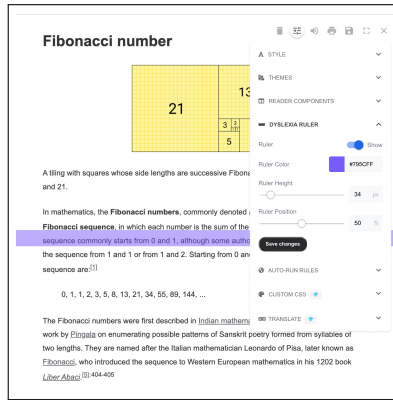 Fibonacci number
21
13
3
2
1
1
5
A tiling with squares whose side lengths are successive
and 21.
In mathematics, the Fibonacci numbers, commonly denoted
Fibonacci sequence, in which each number is the sum of the
sequence commonly starts from 0 and 1, although some
the sequence from 1 and 1 or from 1 and 2. Starting from 0 and
sequence are:[1]
0, 1, 1, 2, 3, 5, 8, 13, 21, 34, 55, 89, 144, ...
The Fibonacci numbers were first described in Indian
work by Pingala on enumerating possible patterns of Sanskrit poetry formed from syllables of
two lengths. They are named after the Italian mathematician Leonardo of Pisa, later known as
Fibonacci, who introduced the sequence to Western European mathematics in his 1202 book
Liber Abaci.[5]:404-405
STYLE
THEMES
READER COMPONENTS
DYSLEXIA RULER
Ruler
Show
Ruler Color
#795CFF
Ruler Height
34 px
Ruler Position
50 %
Save changes
AUTO-RUN RULES
CUSTOM CSS
TRANSLATE